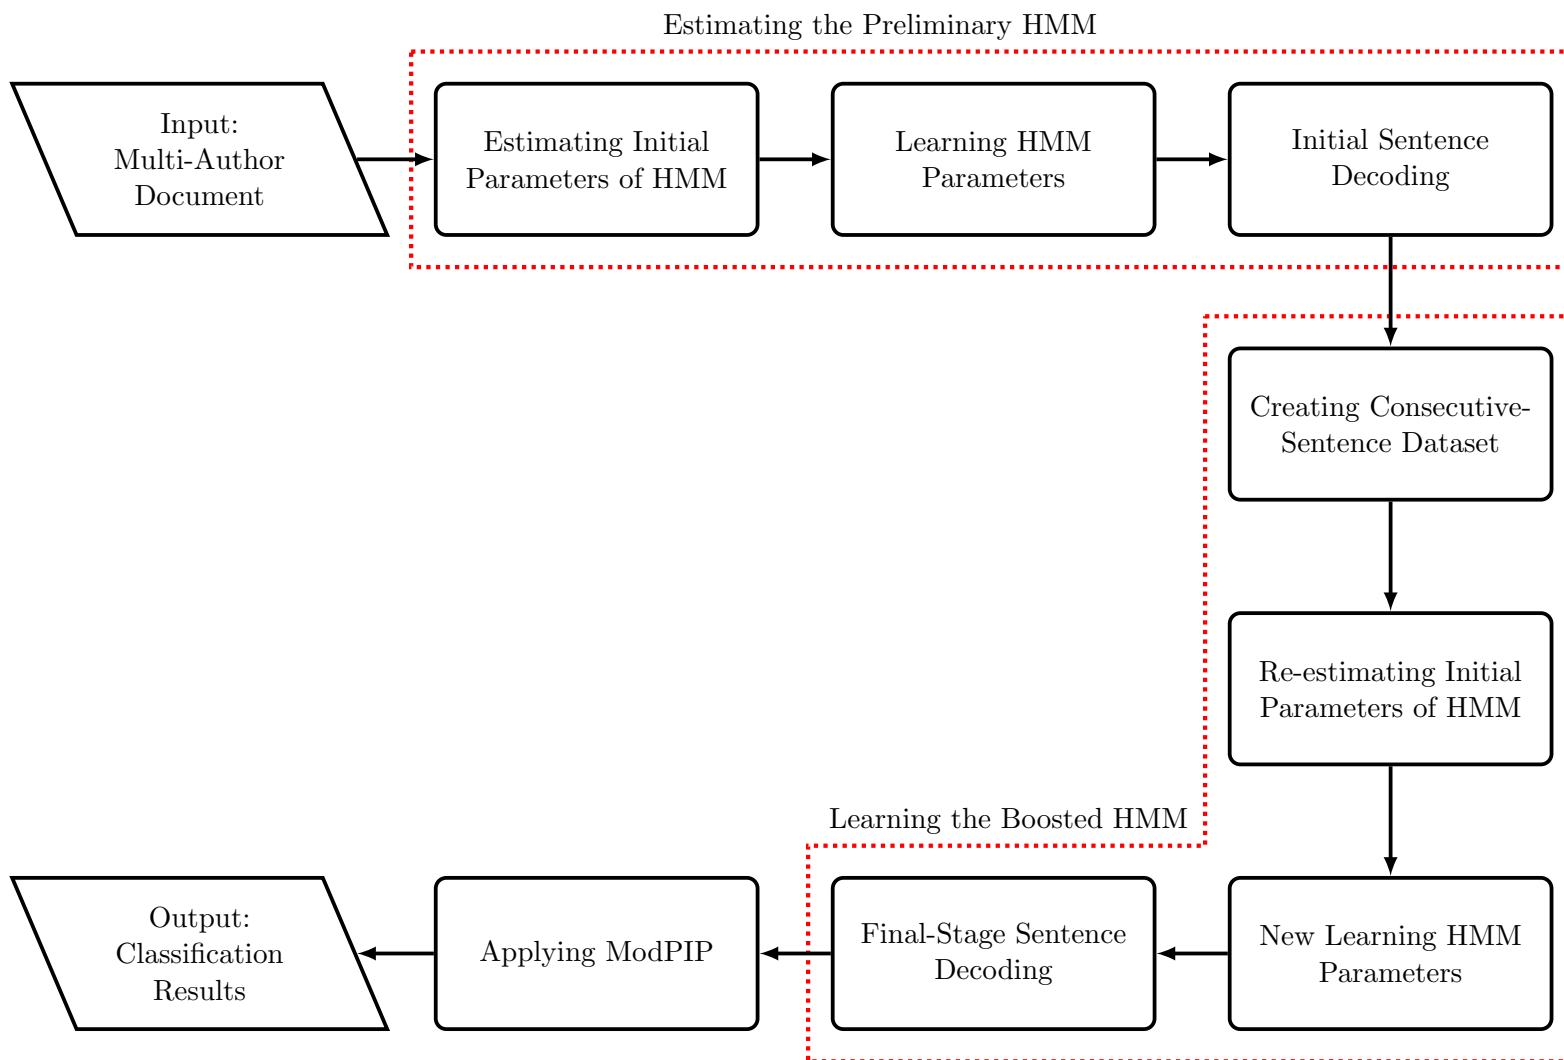 Estimating the Preliminary HMM
Input:
Multi-Author
Document
Estimating Initial
Parameters of HMM
Learning HMM
Parameters
Initial Sentence
Decoding
Creating Consecutive-
Sentence Dataset
Re-estimating Initial
Parameters of HMM
Learning the Boosted HMM
New Learning HMM
Parameters
Final-Stage Sentence
Decoding
Applying ModPIP
Output:
Classification
Results